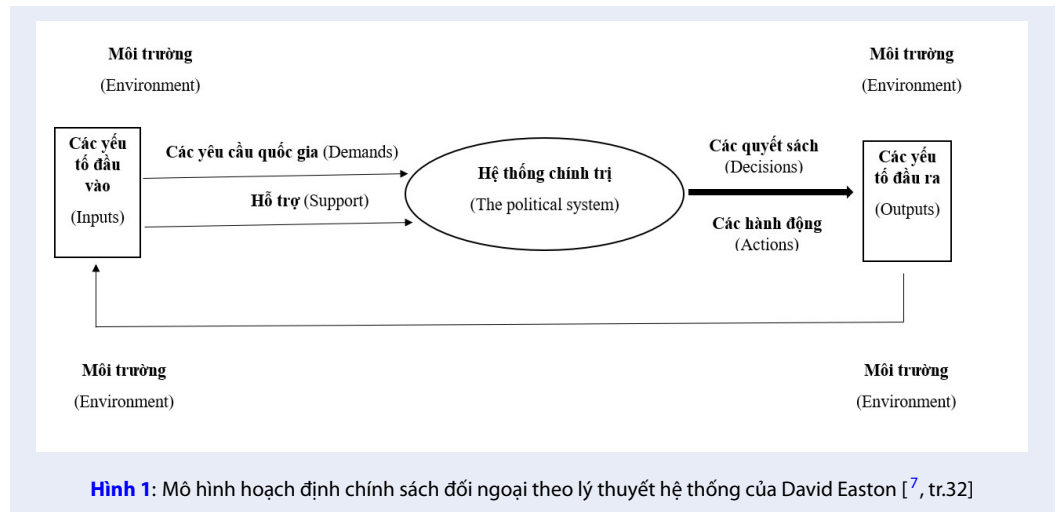 Môi trường
(Environment)
Môi trường
(Environment)
Các yếu
tố đầu
vào
(Inputs)
Các yêu cầu quốc gia (Demands)
Hỗ trợ (Support)
Hệ thống chính trị
(The political system)
Các quyết sách
(Decisions)
Các hành động
(Actions)
Các yếu
tố đầu ra
(Outputs)
Môi trường
(Environment)
Môi trường
(Environment)
Hình 1: Mô hình hoạch định chính sách đối ngoại theo lý thuyết hệ thống của David Easton [7, tr.32]